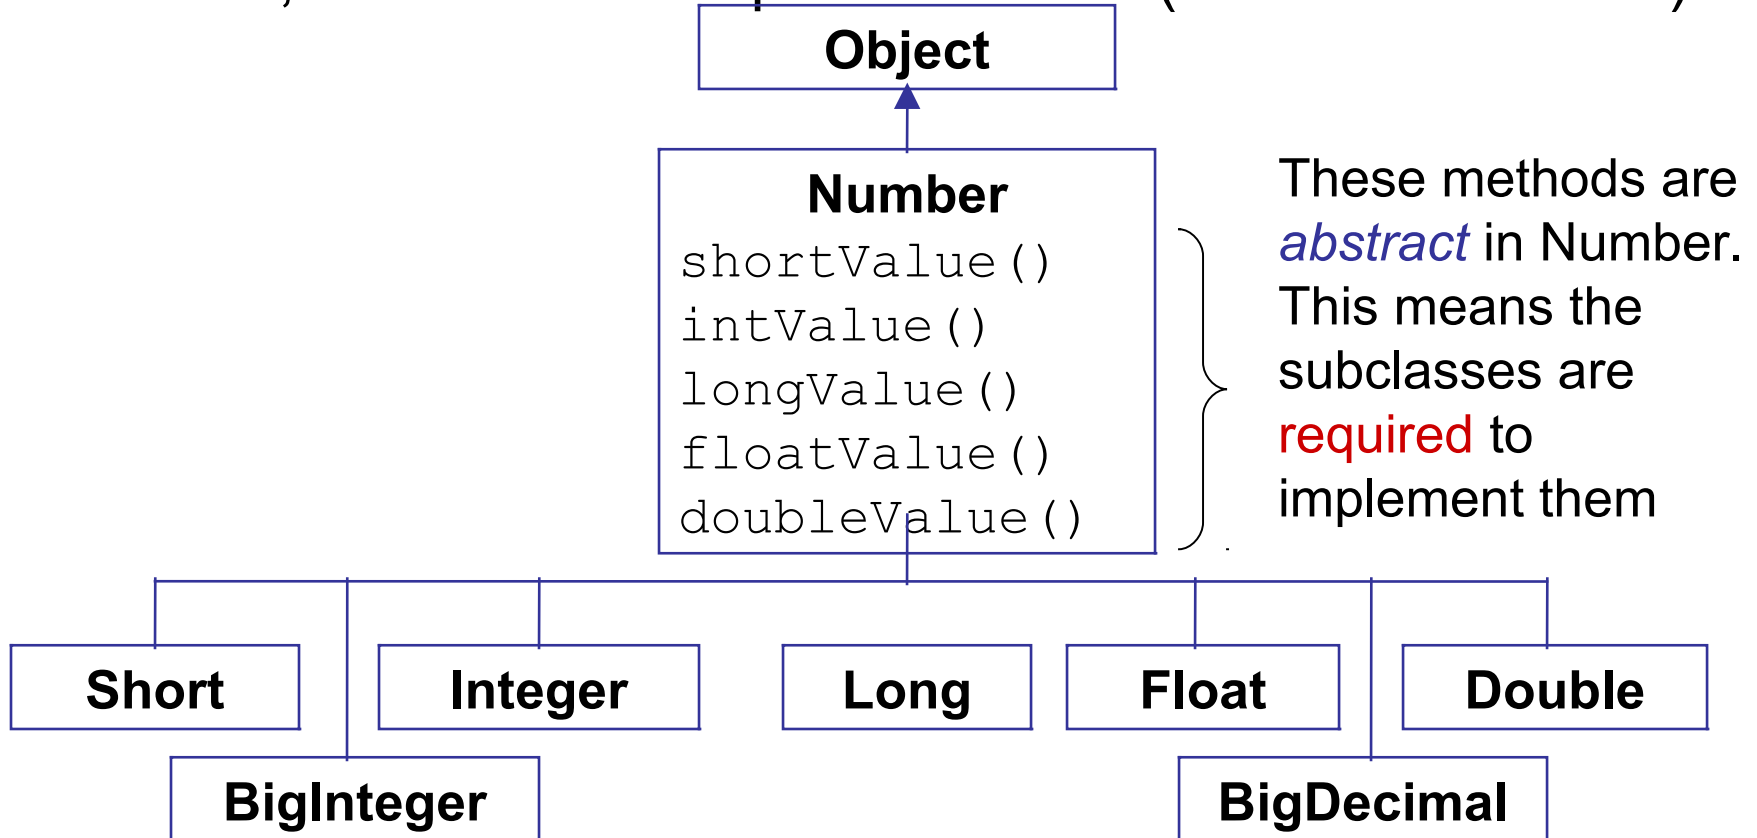 Object
Number
shortValue()
intValue()
longValue()
floatValue()
doubleValue()
These methods are
abstract in Number.
This means the
subclasses are
required to
implement them
Short
Integer
Long
Float
Double
BigInteger
BigDecimal